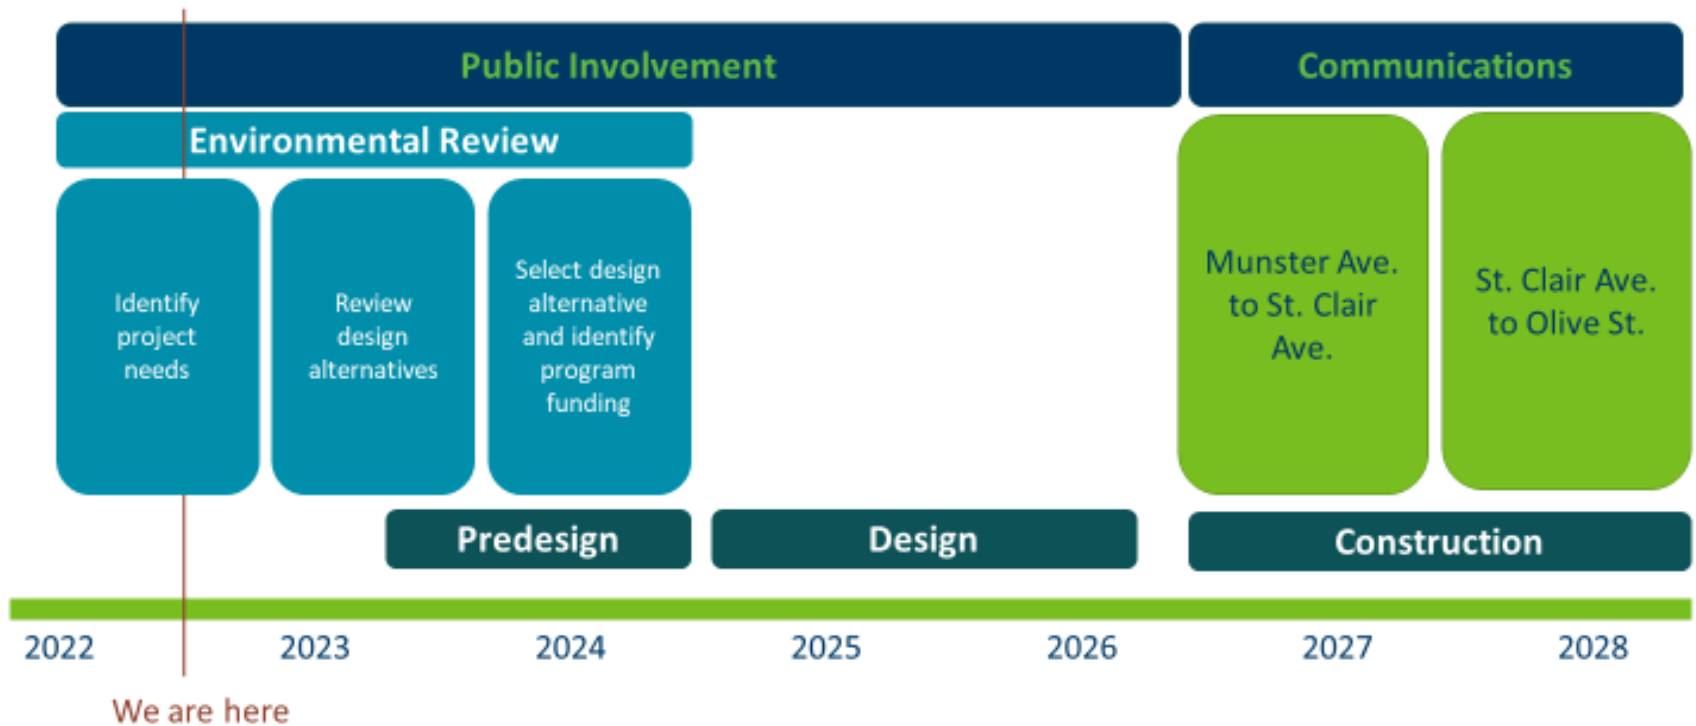 Public Involvement
Communications
Environmental Review
Identify
project
needs
Review
design
alternatives
Select design
alternative
and identify
program
funding
Munster Ave.
to St. Clair
Ave.
St. Clair Ave.
to Olive St.
Predesign
Design
Construction
2022
2023
2024
2025
2026
2027
2028
We are here